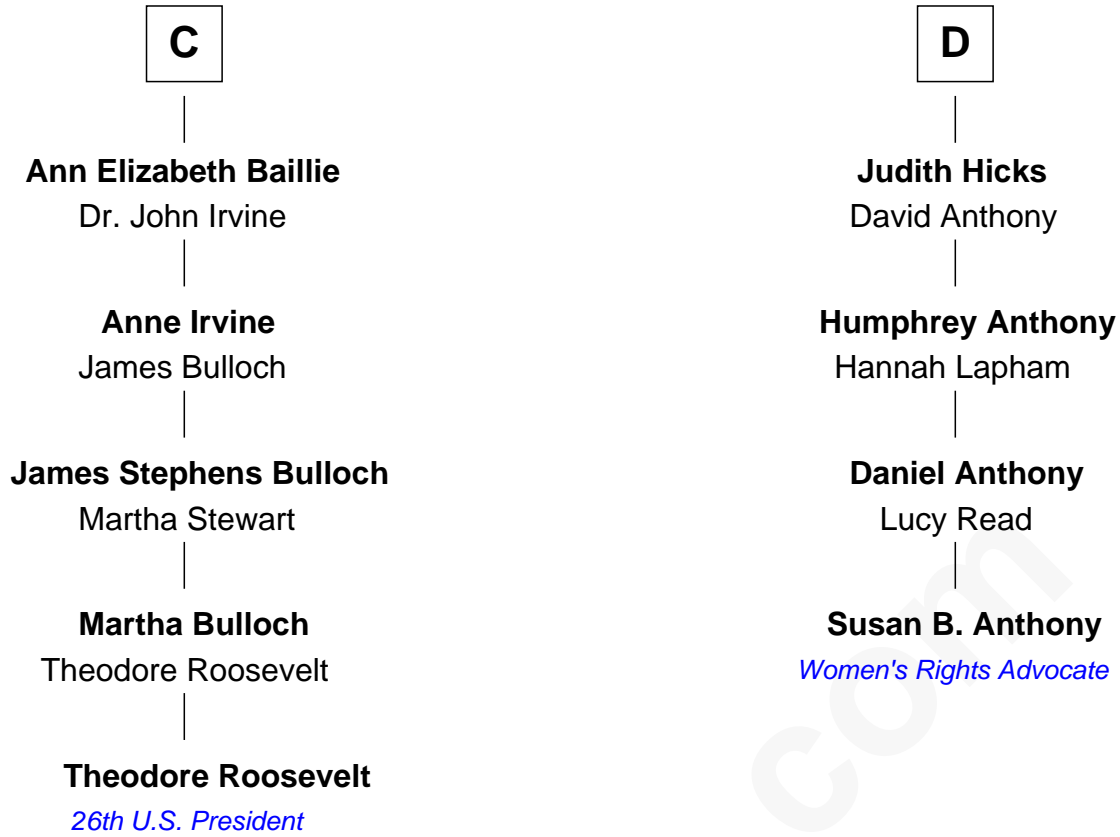 C
Ann Elizabeth Baillie
Dr. John Irvine
Anne Irvine
James Bulloch
James Stephens Bulloch
Martha Stewart
Martha Bulloch
Theodore Roosevelt
Theodore Roosevelt
26th U.S. President
D
Judith Hicks
David Anthony
Humphrey Anthony
Hannah Lapham
Daniel Anthony
Lucy Read
Susan B. Anthony
Women's Rights Advocate
com